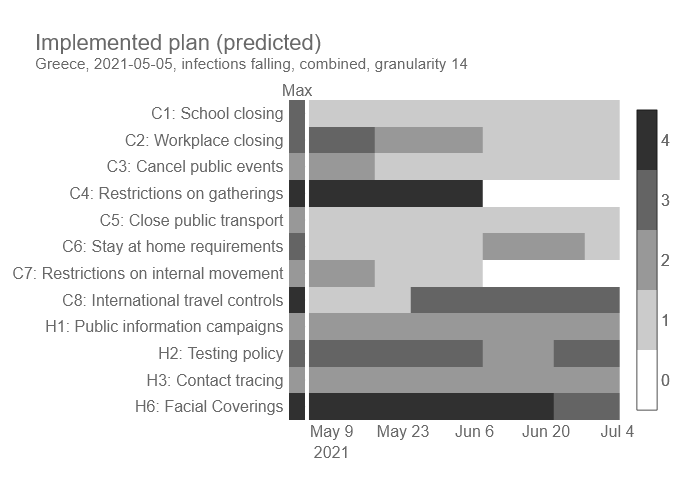 Implemented plan (predicted)
Greece, 2021-05-05, infections falling, combined, granularity 14
Max
C1: School closing
C2: Workplace closing
C3: Cancel public events
C4: Restrictions on gatherings
C5: Close public transport
C6: Stay at home requirements
C7: Restrictions on internal movement
C8: International travel controls
H1: Public information campaigns
H2: Testing policy
H3: Contact tracing
H6: Facial Coverings
4
3
2
1
0
May 9 May 23 Jun 6 Jun 20 Jul 4
2021